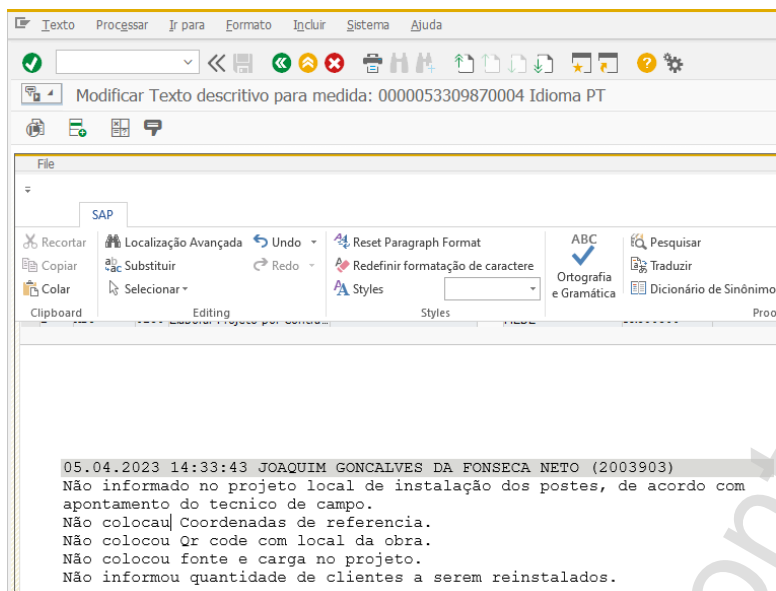 Texto Processar Ir para Formato Incluir Sistema Ajuda
Modificar Texto descritivo para medida: 0000053309870004 Idioma PT
File
SAP
Recortar Localização Avançada Undo Reset Paragraph Format ABC Pesquisar
Copiar Substituir Redo Redefinir formatação de caractere Ortografia e Gramática Traduzir
Colar Selecionar Styles Dicionário de Sinônimo
Clipboard Editing Styles Proo
05.04.2023 14:33:43 JOAQUIM GONCALVES DA FONSECA NETO (2003903)
Não informado no projeto local de instalação dos postes, de acordo com
apontamento do tecnico de campo.
Não colocau Coordenadas de referencia.
Não colocou Qr code com local da obra.
Não colocou fonte e carga no projeto.
Não informou quantidade de clientes a serem reinstalados.